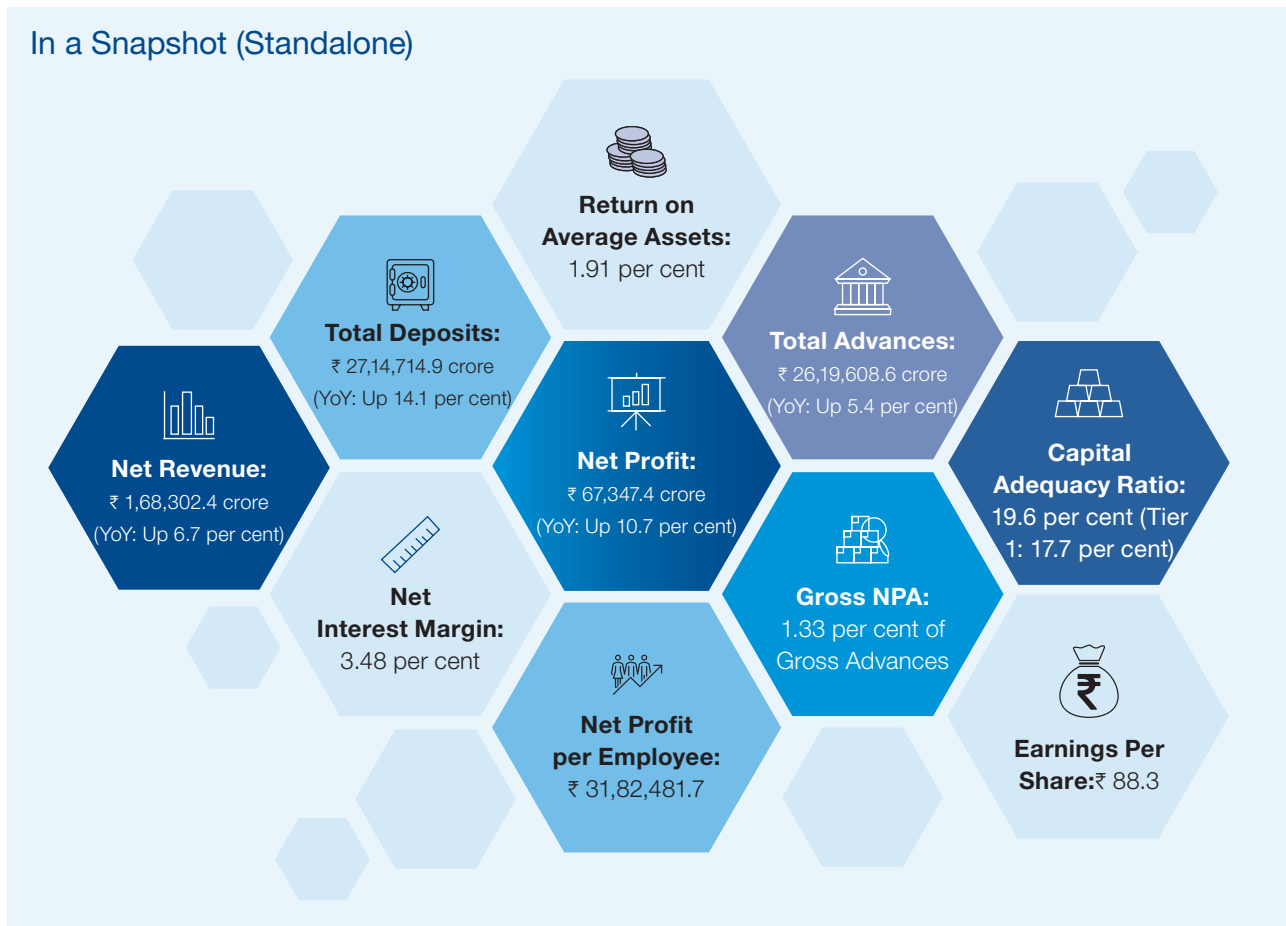 In a Snapshot (Standalone)
Return on
Average Assets:
1.91 per cent
Total Deposits:
₹ 27,14,714.9 crore
(YoY: Up 14.1 per cent)
Total Advances:
₹ 26,19,608.6 crore
(YoY: Up 5.4 per cent)
Net Revenue:
₹ 1,68,302.4 crore
(YoY: Up 6.7 per cent)
Net Profit:
₹ 67,347.4 crore
(YoY: Up 10.7 per cent)
Capital
Adequacy Ratio:
19.6 per cent (Tier
1: 17.7 per cent)
Net
Interest Margin:
3.48 per cent
Gross NPA:
1.33 per cent of
Gross Advances
Net Profit
per Employee:
₹ 31,82,481.7
₹
Earnings Per
Share:₹ 88.3